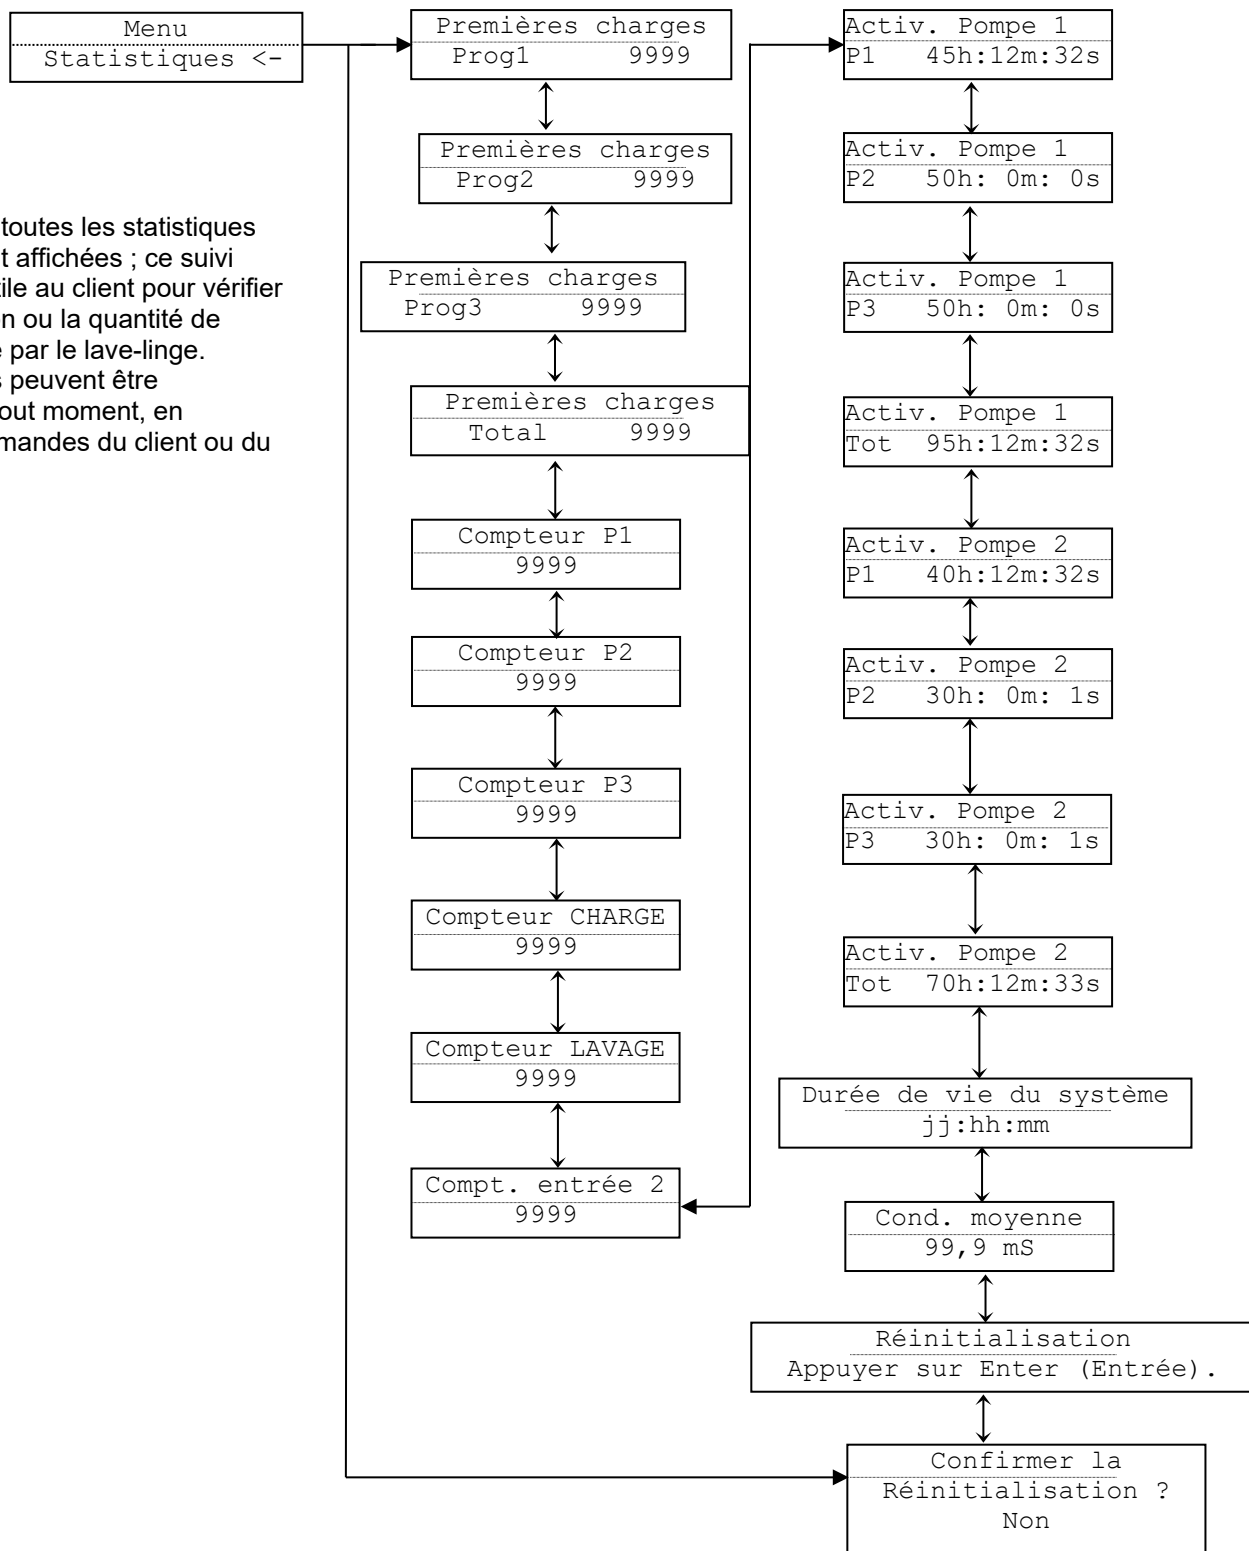 Menu
Statistiques <-
toutes les statistiques
t affichées ; ce suivi
tile au client pour vérifier
n ou la quantité de
e par le lave-linge.
s peuvent être
out moment, en
mandes du client ou du
Premières charges
Prog1 9999
Premières charges
Prog2 9999
Premières charges
Prog3 9999
Premières charges
Total 9999
Compteur P1
9999
Compteur P2
9999
Compteur P3
9999
Compteur CHARGE
9999
Compteur LAVAGE
9999
Compt. entrée 2
9999
Activ. Pompe 1
P1 45h:12m:32s
Activ. Pompe 1
P2 50h: 0m: 0s
Activ. Pompe 1
P3 50h: 0m: 0s
Activ. Pompe 1
Tot 95h:12m:32s
Activ. Pompe 2
P1 40h:12m:32s
Activ. Pompe 2
P2 30h: 0m: 1s
Activ. Pompe 2
P3 30h: 0m: 1s
Activ. Pompe 2
Tot 70h:12m:33s
Durée de vie du système
jj:hh:mm
Cond. moyenne
99,9 mS
Réinitialisation
Appuyer sur Enter (Entrée).
Confirmer la
Réinitialisation ?
Non